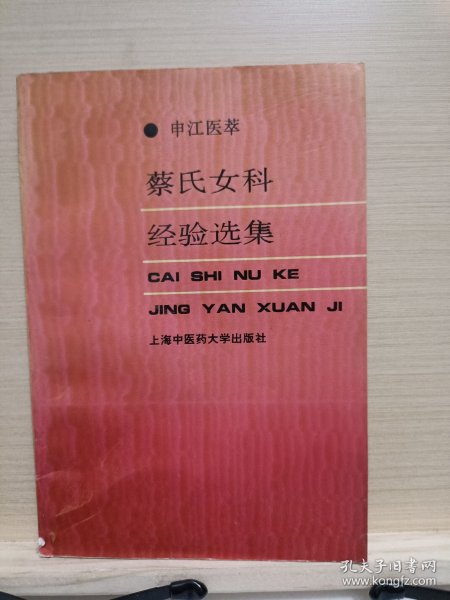 ● 申江医萃
蔡氏女科
经验选集
CAI SHI NU KE
JING YAN XUAN JI
上海中医药大学出版社
孔夫子旧书网
www.kongfz.com